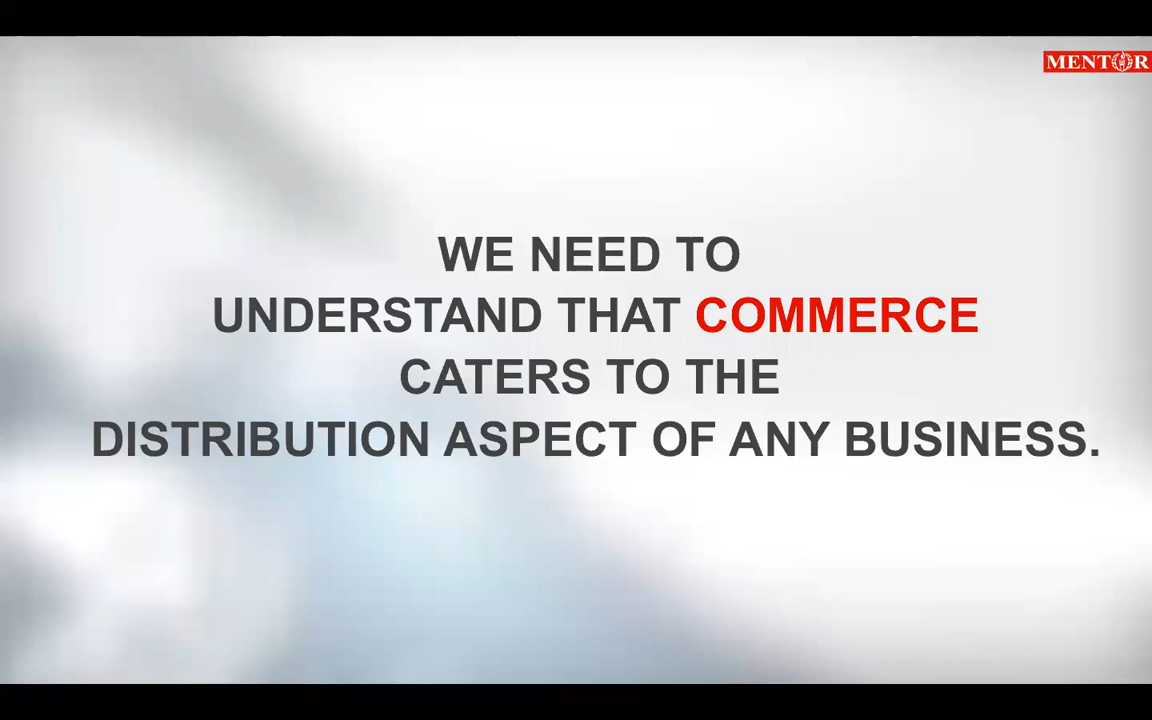 MENTOR
WE NEED TO
UNDERSTAND THAT COMMERCE
CATERS TO THE
DISTRIBUTION ASPECT OF ANY BUSINESS.